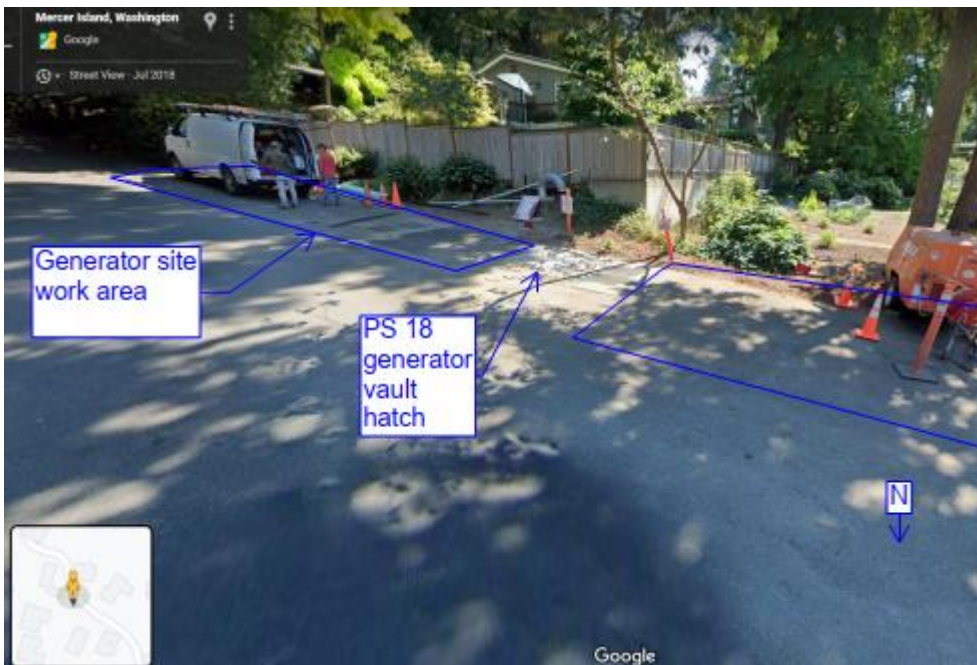 Mercer Island, Washington
Google
Street View - Jul 2018
Generator site
work area
PS 18
generator
vault
hatch
N
Google